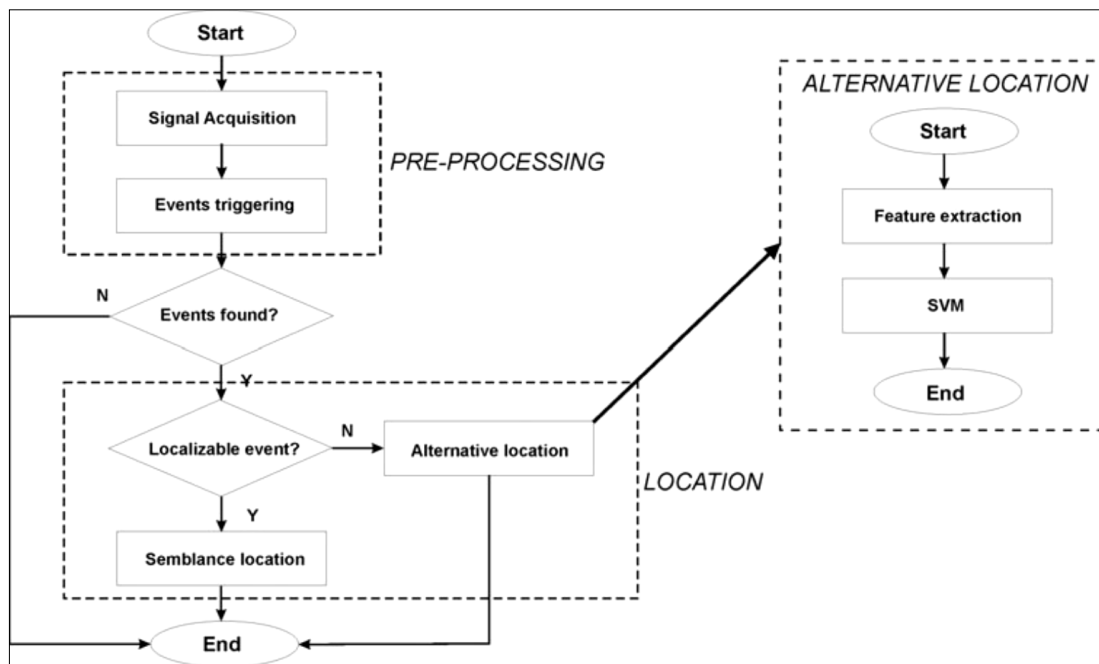 Start
Signal Acquisition
PRE-PROCESSING
Events triggering
N
Events found?
Y
Localizable event?
N
Alternative location
LOCATION
Y
Semblance location
End
ALTERNATIVE LOCATION
Start
Feature extraction
SVM
End